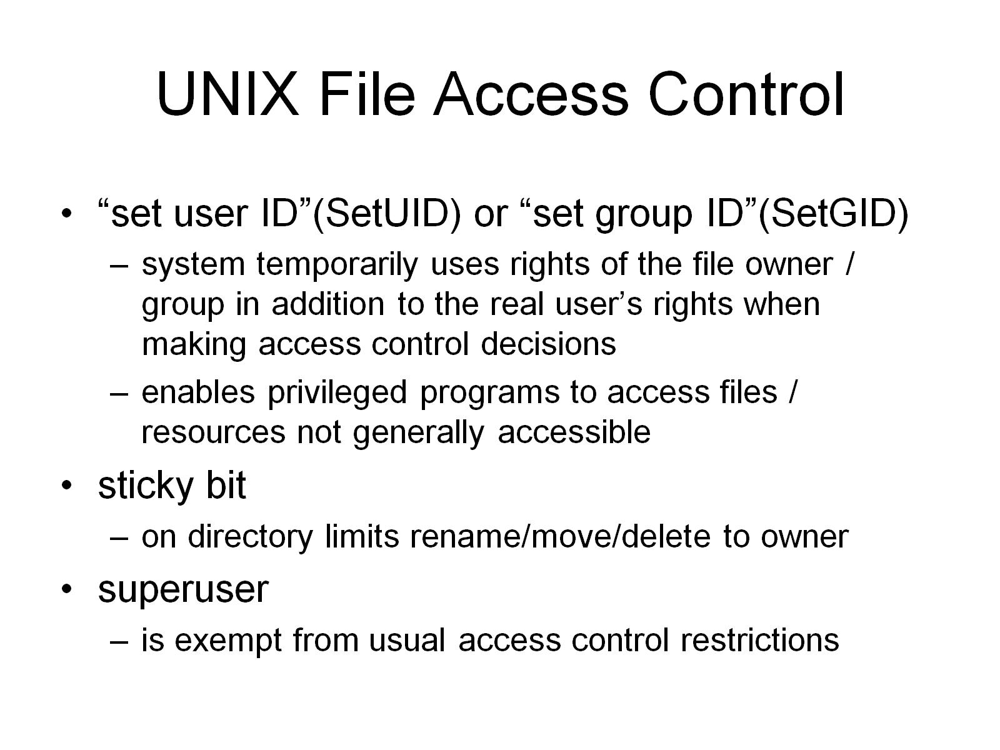 UNIX File Access Control
• “set user ID”(SetUID) or “set group ID”(SetGID)
– system temporarily uses rights of the file owner /
group in addition to the real user’s rights when
making access control decisions
– enables privileged programs to access files /
resources not generally accessible
• sticky bit
– on directory limits rename/move/delete to owner
• superuser
– is exempt from usual access control restrictions